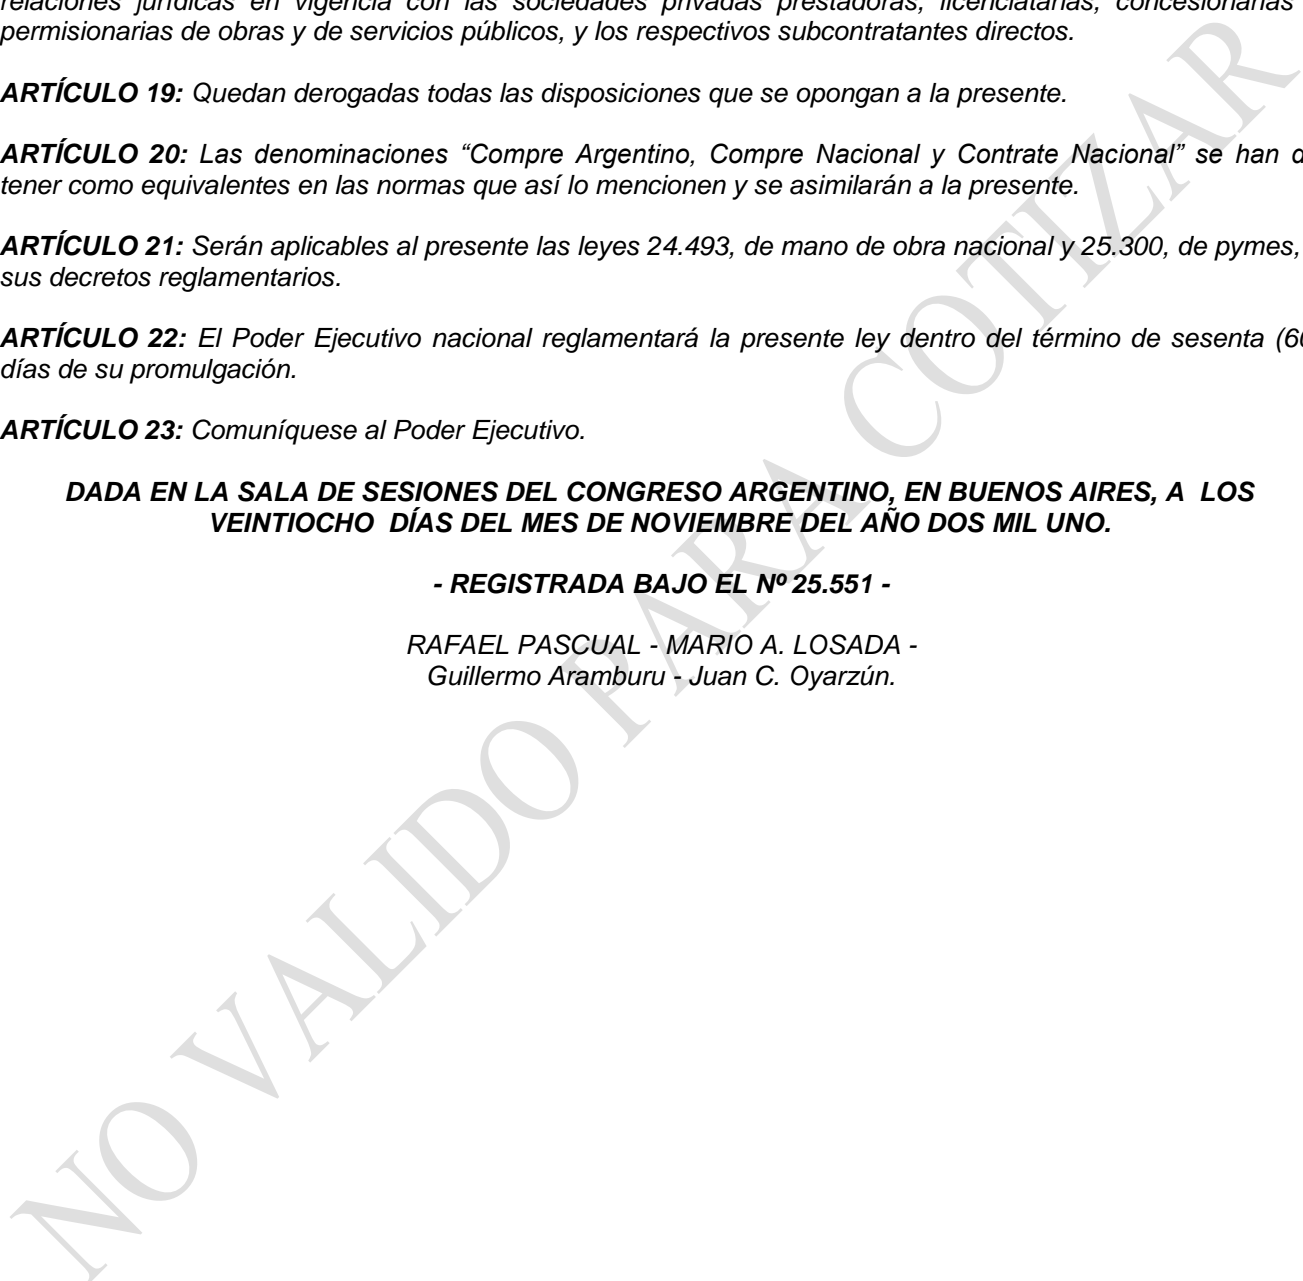 relaciones jurídicas en vigencia con las sociedades privadas prestadoras, licenciatarias, concesionarias
permisionarias de obras y de servicios públicos, y los respectivos subcontratantes directos.
ARTÍCULO 19: Quedan derogadas todas las disposiciones que se opongan a la presente.
ARTÍCULO 20: Las denominaciones “Compre Argentino, Compre Nacional y Contrate Nacional” se han d
tener como equivalentes en las normas que así lo mencionen y se asimilarán a la presente.
ARTÍCULO 21: Serán aplicables al presente las leyes 24.493, de mano de obra nacional y 25.300, de pymes,
sus decretos reglamentarios.
ARTÍCULO 22: El Poder Ejecutivo nacional reglamentará la presente ley dentro del término de sesenta (60
días de su promulgación.
ARTÍCULO 23: Comuníquese al Poder Ejecutivo.
DADA EN LA SALA DE SESIONES DEL CONGRESO ARGENTINO, EN BUENOS AIRES, A LOS
VEINTIOCHO DÍAS DEL MES DE NOVIEMBRE DEL AÑO DOS MIL UNO.
- REGISTRADA BAJO EL Nº 25.551 -
RAFAEL PASCUAL - MARIO A. LOSADA -
Guillermo Aramburu - Juan C. Oyarzún.
NO VALIDO PARA COTIZAR